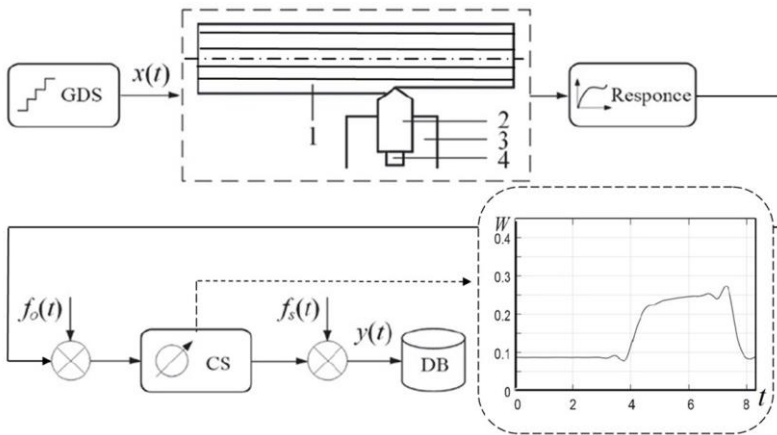 GDS
x(t)
1
2
3
4
Responce
fₒ(t)
CS
fₛ(t)
y(t)
DB
W
0.4
0.3
0.2
0.1
0
0 2 4 6 8
t